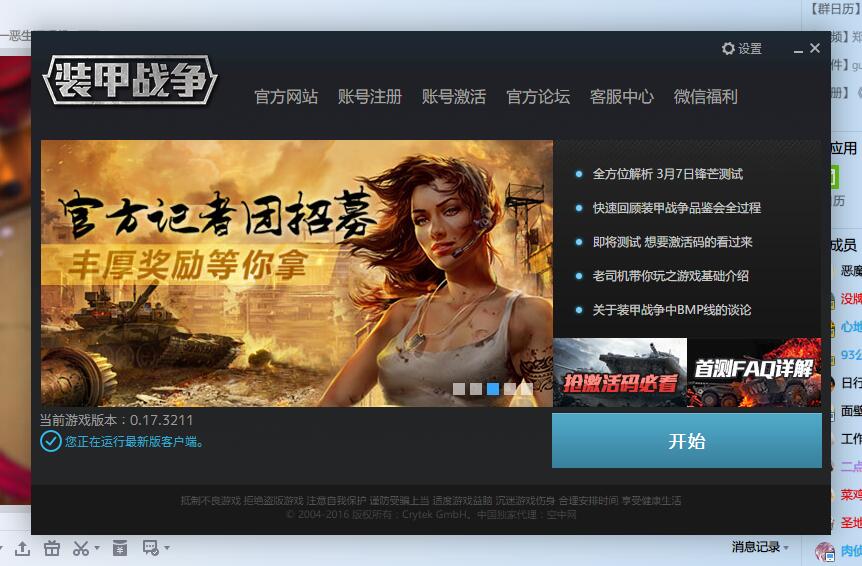 【群日历】
设置
装甲战争
官方网站 账号注册 账号激活 官方论坛 客服中心 微信福利
官方记者团招募
丰厚奖励等你拿
全方位解析 3月7日锋芒测试
快速回顾装甲战争品鉴会全过程
即将测试 想要激活码的看过来
老司机带你玩之游戏基础介绍
关于装甲战争中BMP线的谈论
抢激活码必看
首测FAQ详解
当前游戏版本：0.17.3211
您正在运行最新版客户端。
开始
抵制不良游戏 拒绝盗版游戏 注意自我保护 谨防受骗上当 适度游戏益脑 沉迷游戏伤身 合理安排时间 享受健康生活
© 2004-2016 版权所有：Crytek GmbH。中国独家代理：空中网
消息记录
应用
历
成员
恶魔
没牌
心地
93公
日行
面壁
工作
二点
菜鸡
圣地
肉侦